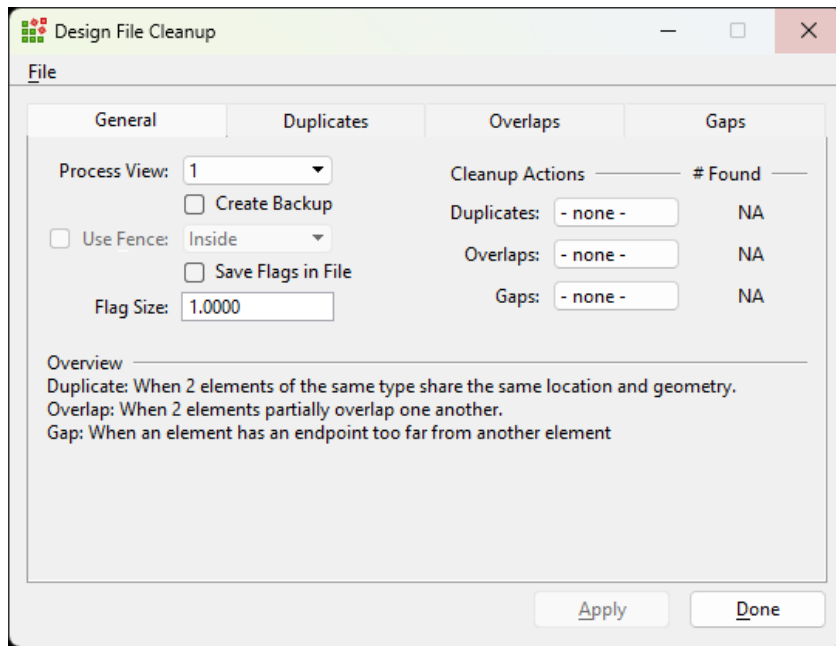 Design File Cleanup
File
General Duplicates Overlaps Gaps
Process View: 1
Create Backup
Use Fence: Inside
Save Flags in File
Flag Size: 1.0000
Cleanup Actions # Found
Duplicates: - none - NA
Overlaps: - none - NA
Gaps: - none - NA
Overview
Duplicate: When 2 elements of the same type share the same location and geometry.
Overlap: When 2 elements partially overlap one another.
Gap: When an element has an endpoint too far from another element
Apply Done